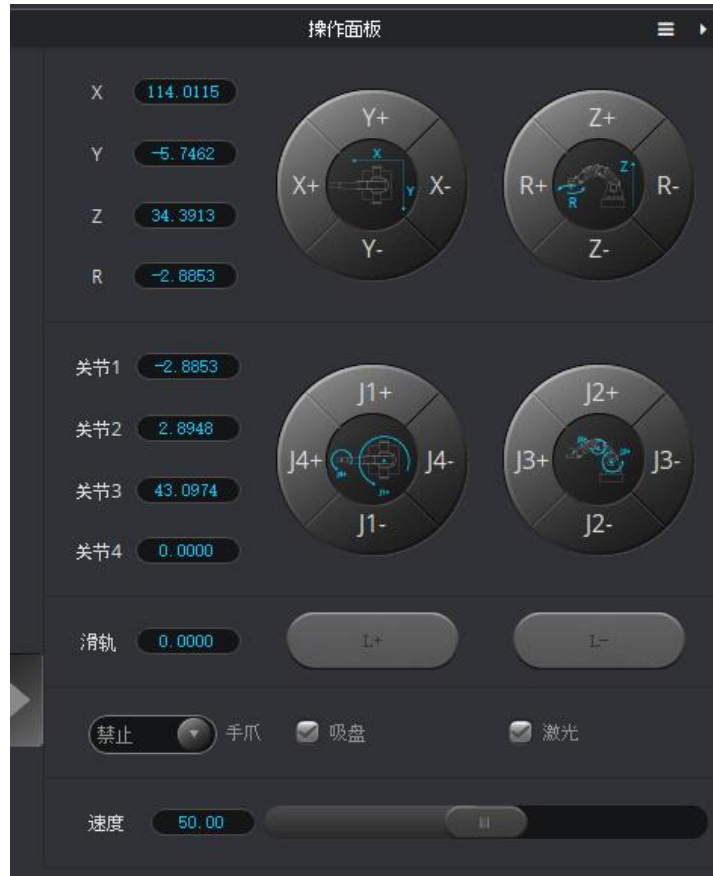 操作面板
X 114.0115
Y -5.7462
Z 34.3913
R -2.8853
Y+
X+ X-
Y-
X
Y
Z+
R+ R-
Z-
Z
R
关节1 -2.8853
关节2 2.8948
关节3 43.0974
关节4 0.0000
J1+
J4+ J4-
J1-
J2+
J3+ J3-
J2-
滑轨 0.0000 L+ L-
禁止 手爪 吸盘 激光
速度 50.00